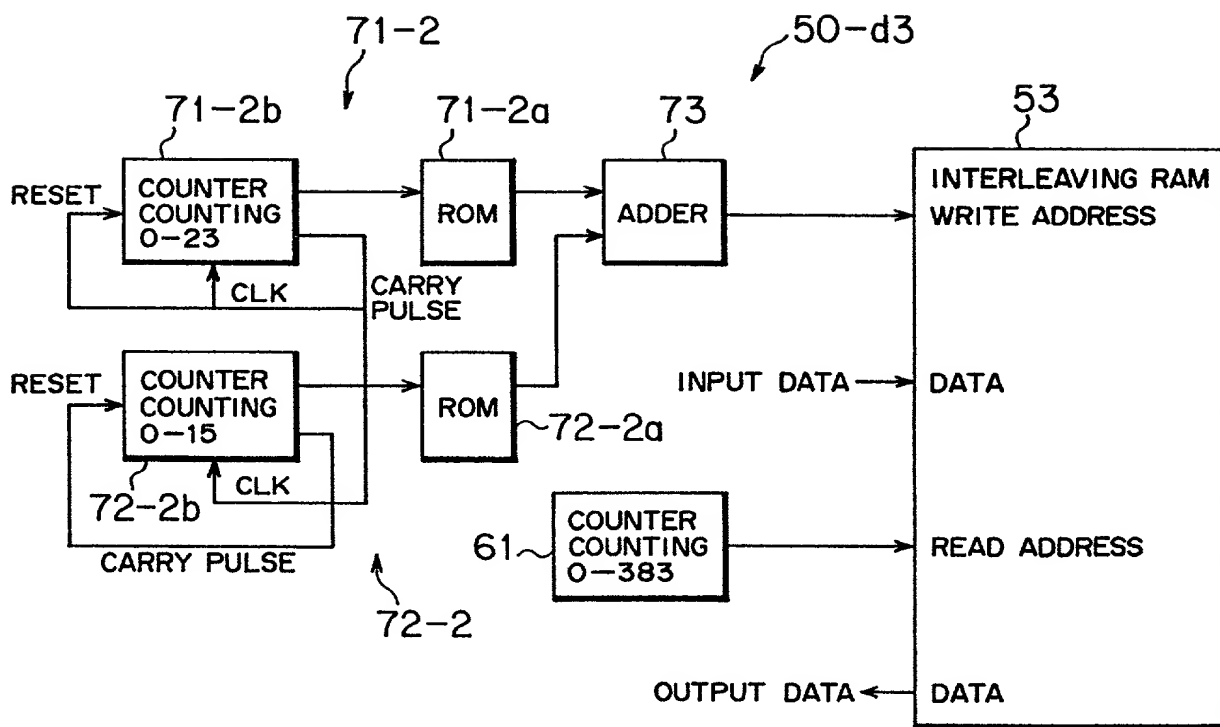 71-2
50-d3
71-2b
71-2a
73
53
RESET
COUNTER
COUNTING
0-23
ROM
ADDER
INTERLEAVING RAM
WRITE ADDRESS
CLK
CARRY
PULSE
RESET
COUNTER
COUNTING
0-15
ROM
INPUT DATA
DATA
72-2a
72-2b
CLK
CARRY PULSE
61
COUNTER
COUNTING
0-383
READ ADDRESS
72-2
OUTPUT DATA
DATA